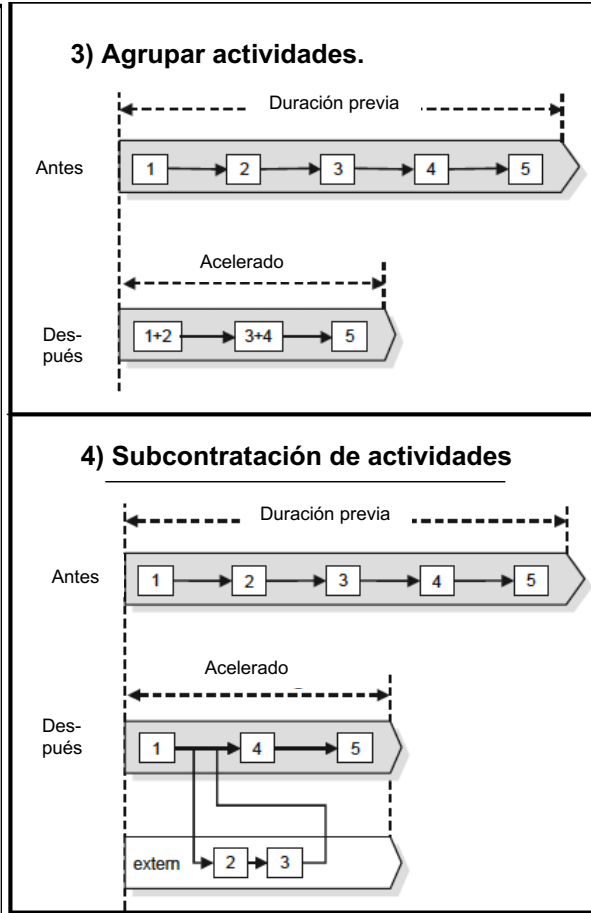 3) Agrupar actividades.
Duración previa
Antes
1 2 3 4 5
Acelerado
Des-
pués
1+2 3+4 5
4) Subcontratación de actividades
Duración previa
Antes
1 2 3 4 5
Acelerado
Des-
pués
1 4 5
extern 2 3